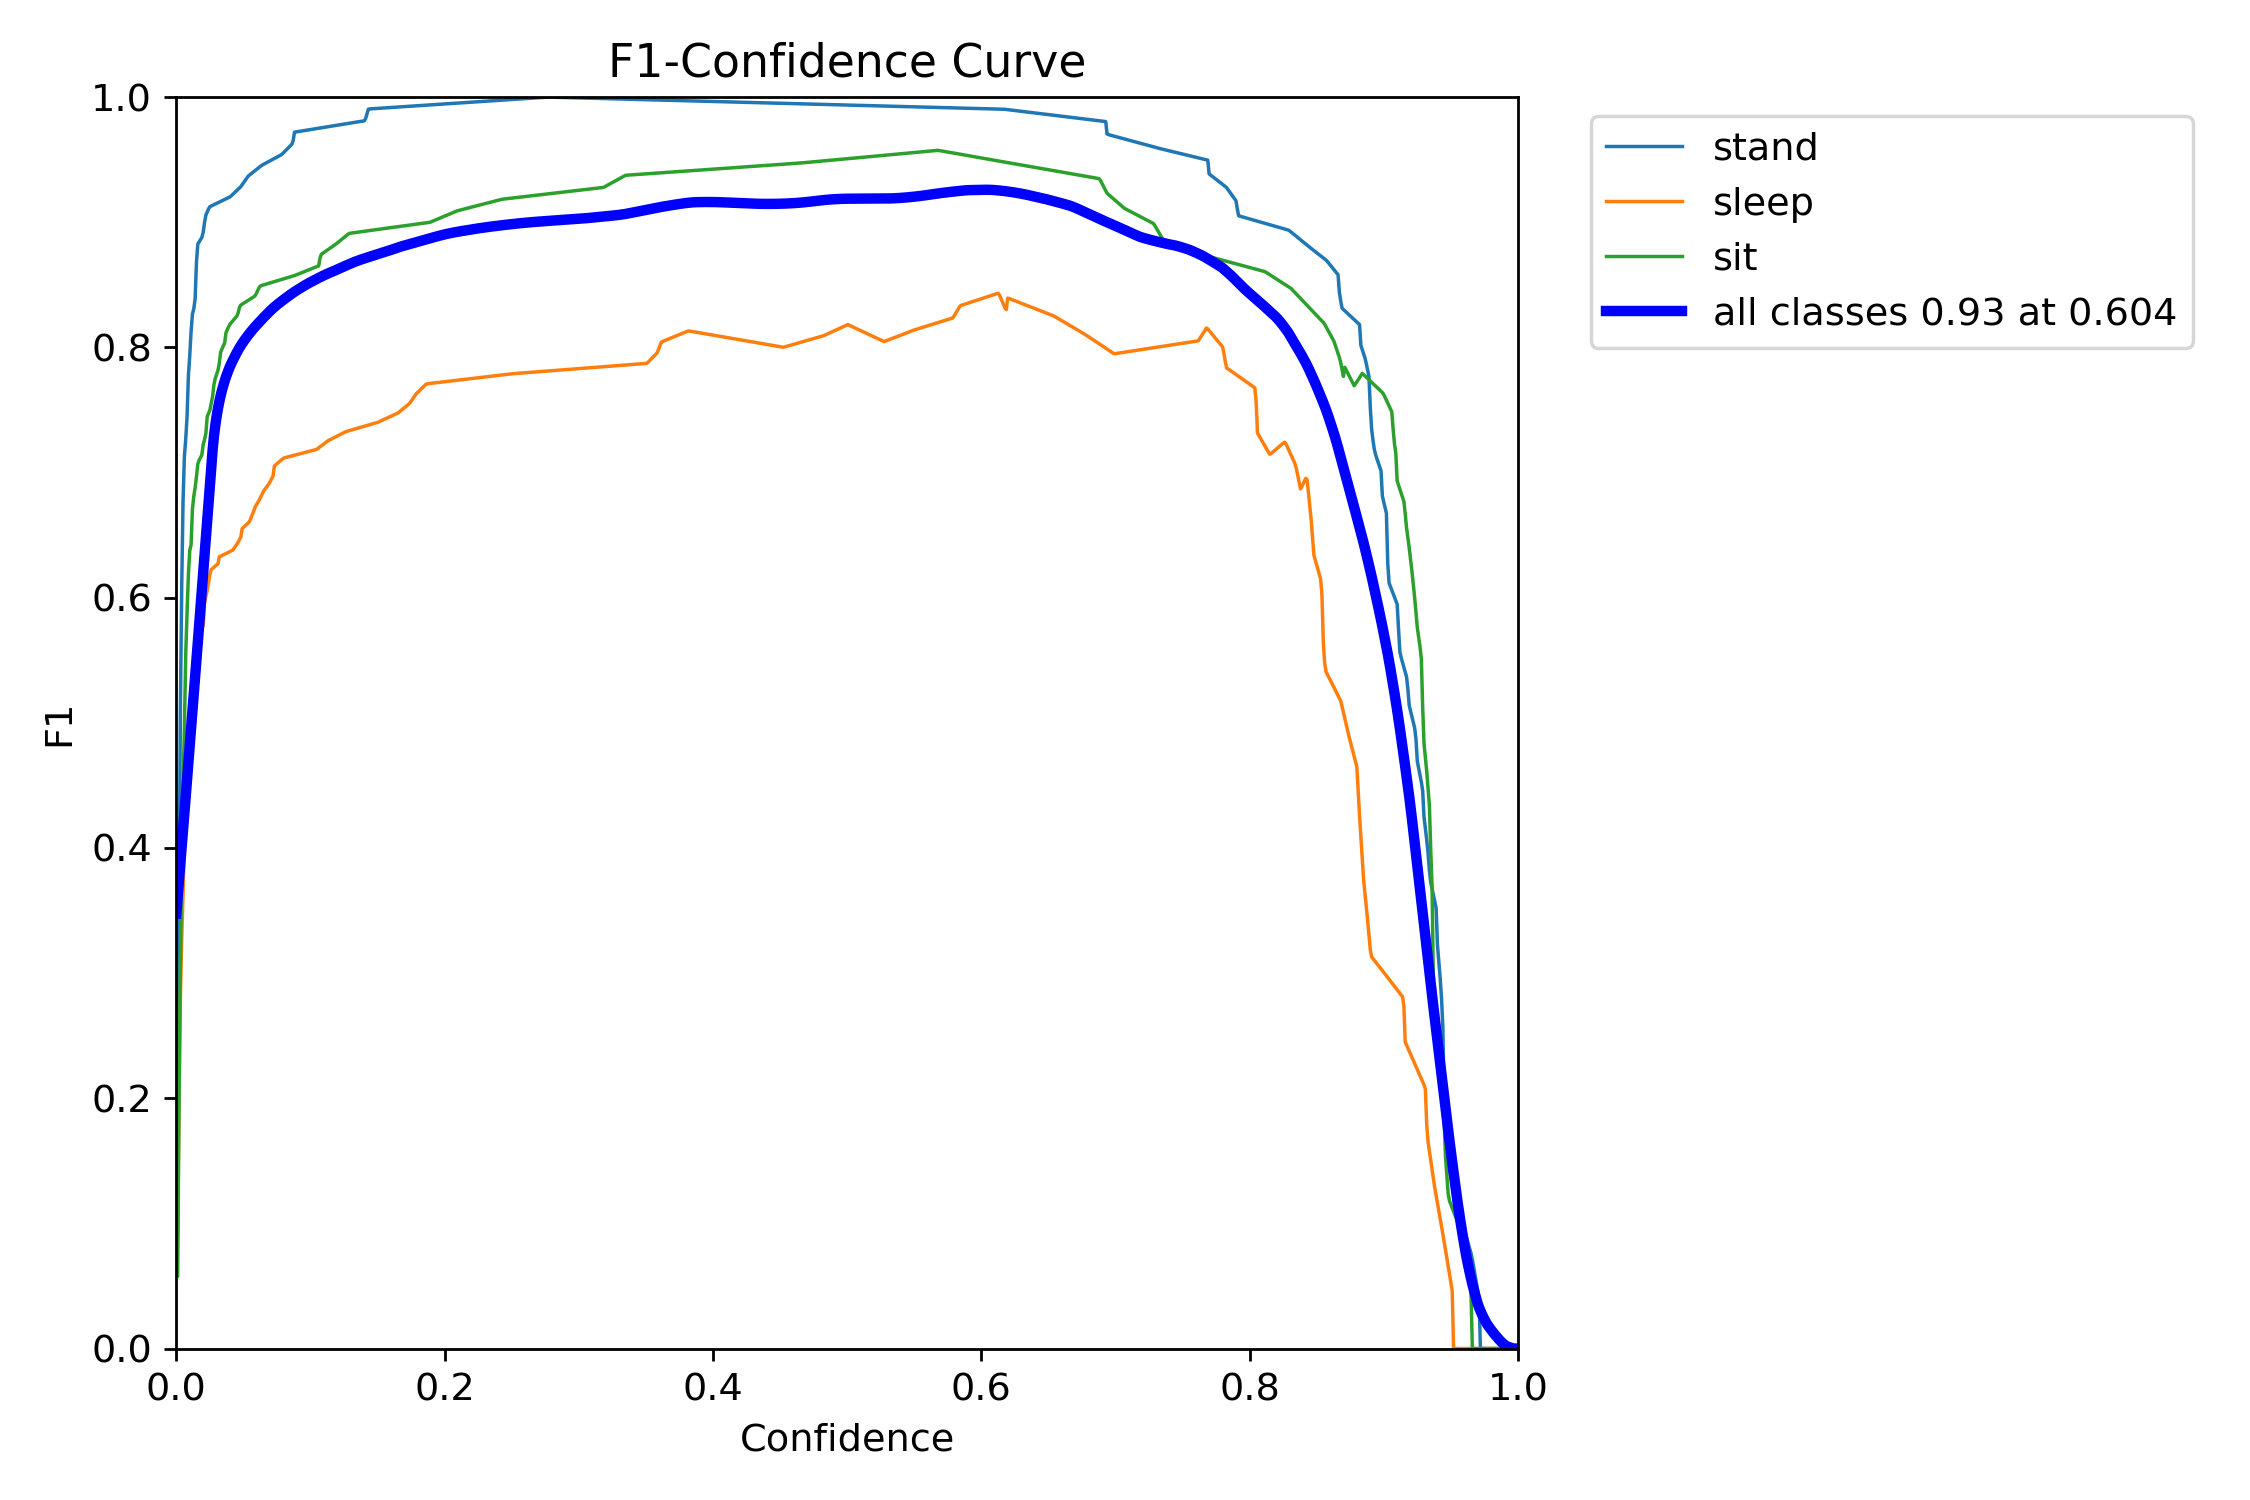 F1-Confidence Curve
1.0
0.8
0.6
0.4
0.2
0.0
F1
0.0 0.2 0.4 0.6 0.8 1.0
Confidence
stand
sleep
sit
all classes 0.93 at 0.604